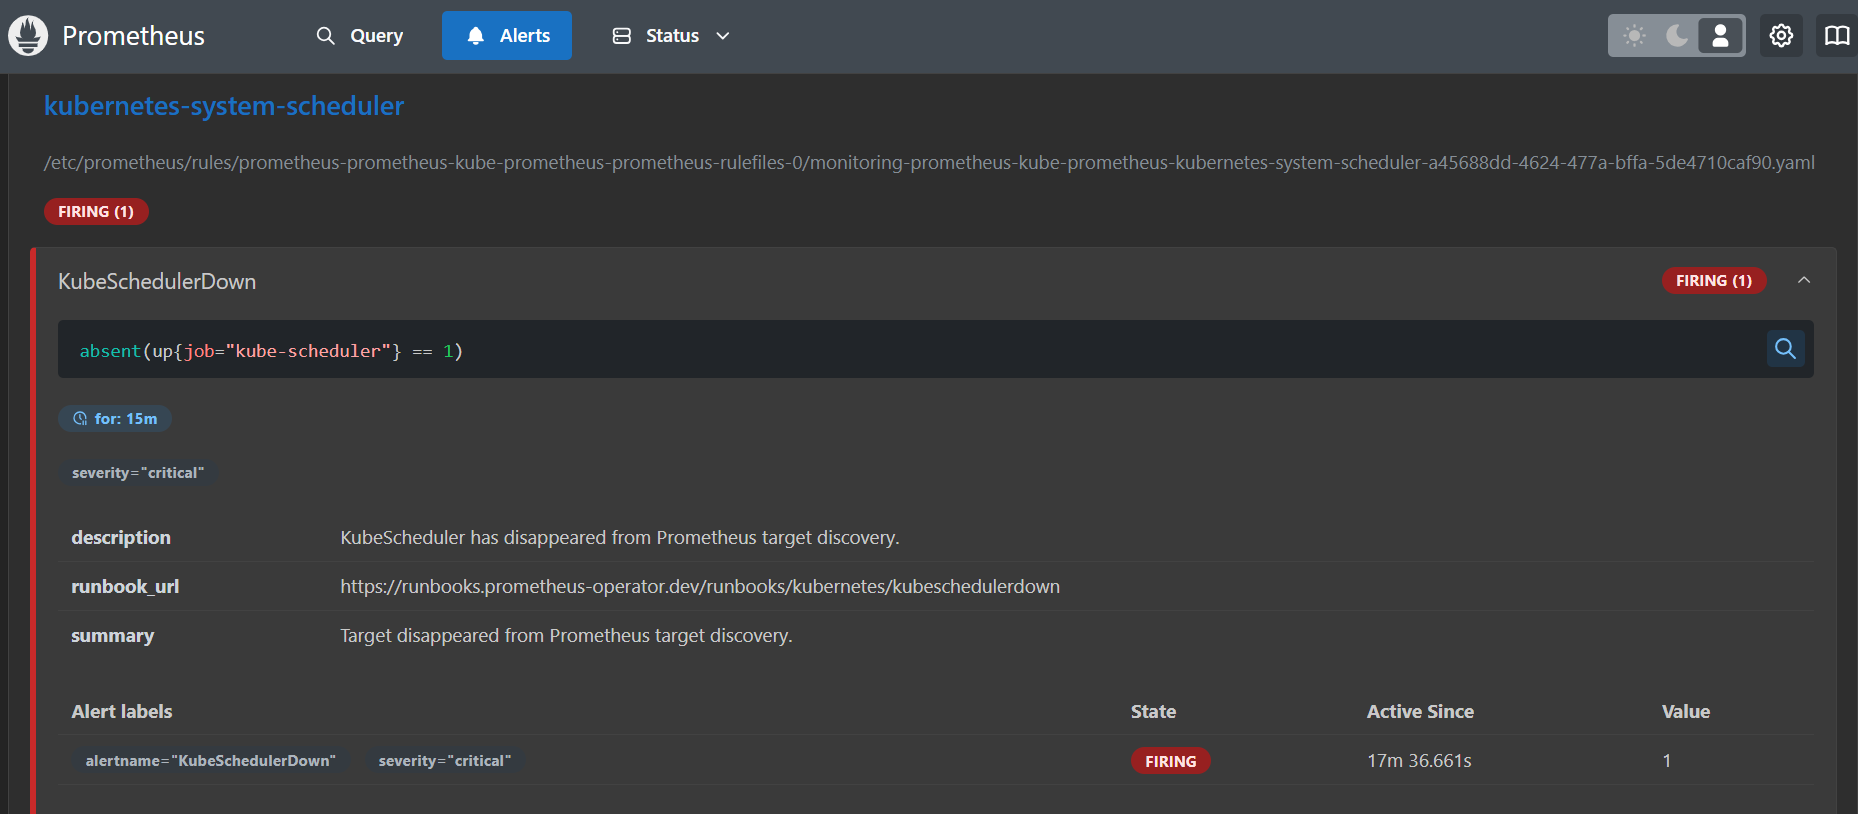 Prometheus Query Alerts Status
kubernetes-system-scheduler
/etc/prometheus/rules/prometheus-prometheus-kube-prometheus-prometheus-rulefiles-0/monitoring-prometheus-kube-prometheus-kubernetes-system-scheduler-a45688dd-4624-477a-bffa-5de4710caf90.yaml
FIRING (1)
KubeSchedulerDown FIRING (1)
absent(up{job="kube-scheduler"} == 1)
for: 15m
severity="critical"
description KubeScheduler has disappeared from Prometheus target discovery.
runbook_url https://runbooks.prometheus-operator.dev/runbooks/kubernetes/kubeschedulerdown
summary Target disappeared from Prometheus target discovery.
Alert labels State Active Since Value
alertname="KubeSchedulerDown" severity="critical" FIRING 17m 36.661s 1